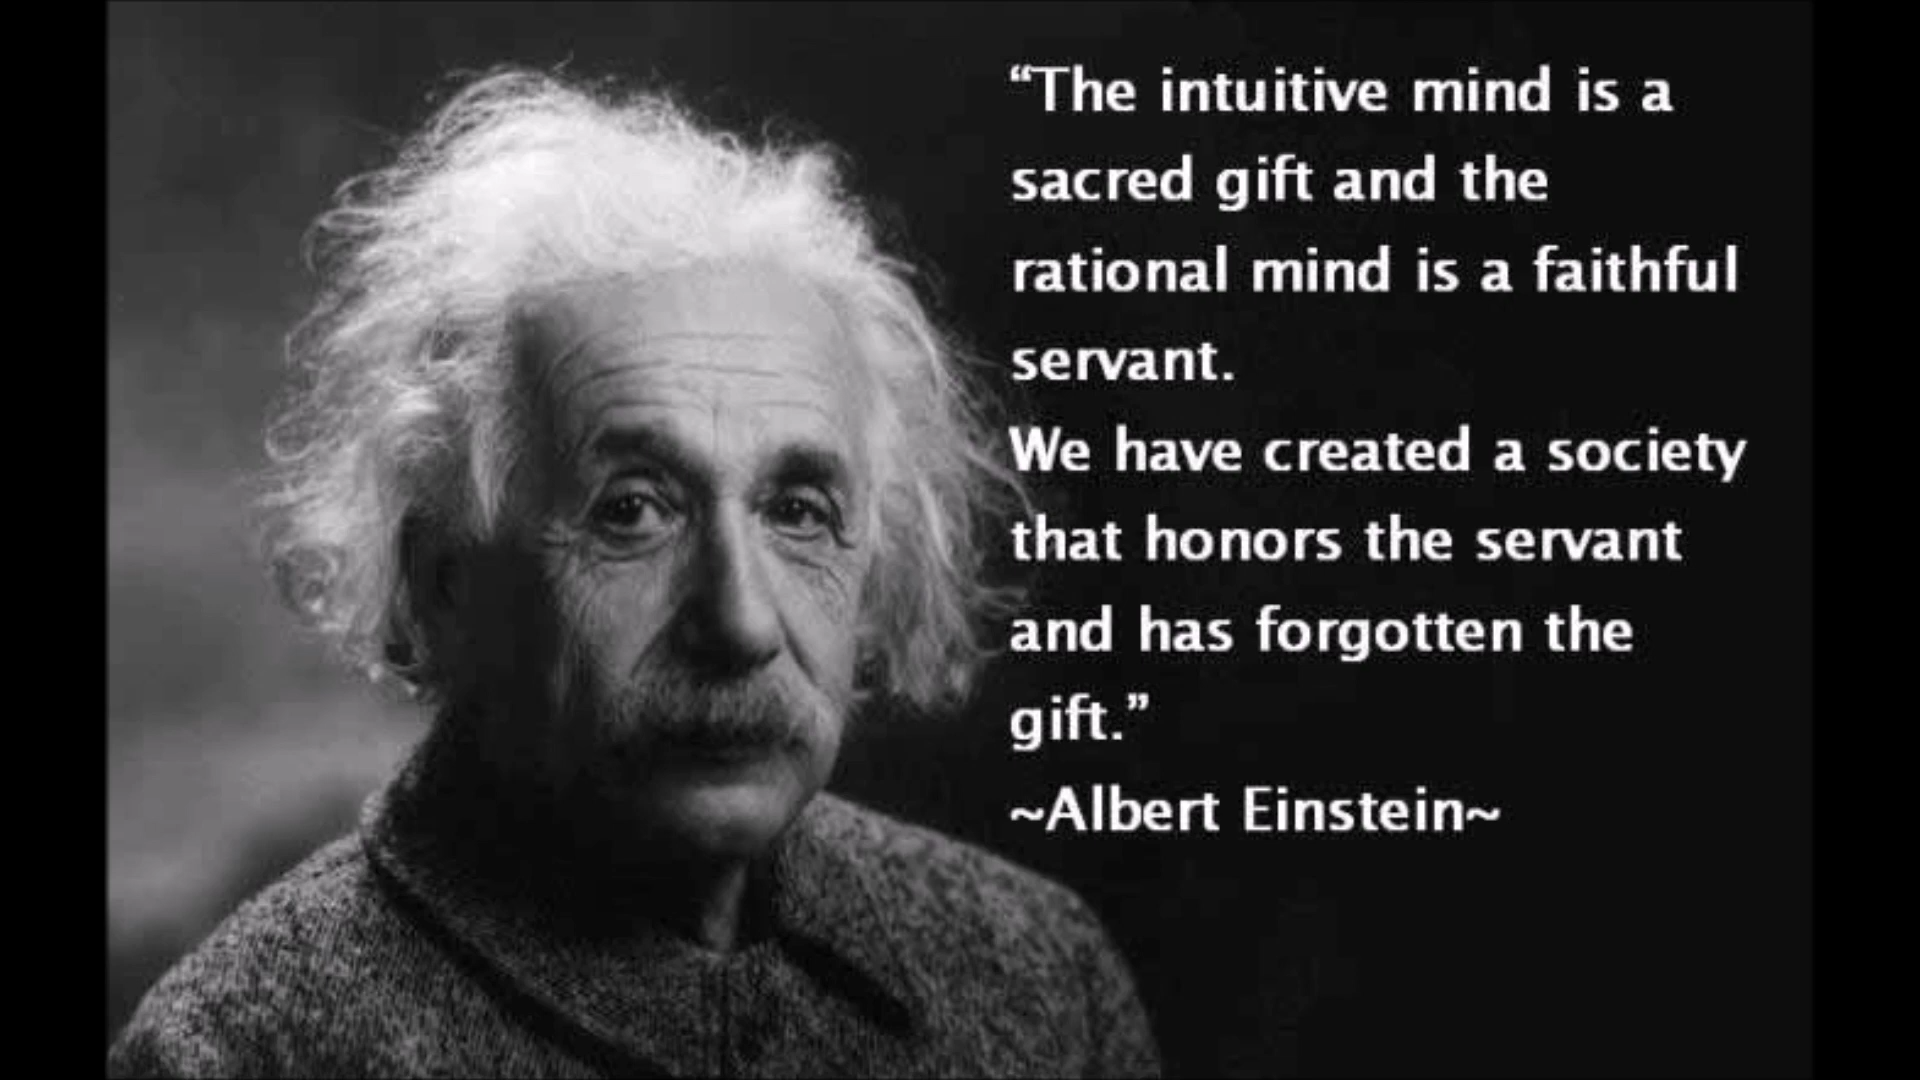 “The intuitive mind is a
sacred gift and the
rational mind is a faithful
servant.
We have created a society
that honors the servant
and has forgotten the
gift.”
~Albert Einstein~